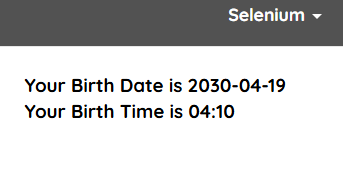 Selenium
Your Birth Date is 2030-04-19
Your Birth Time is 04:10